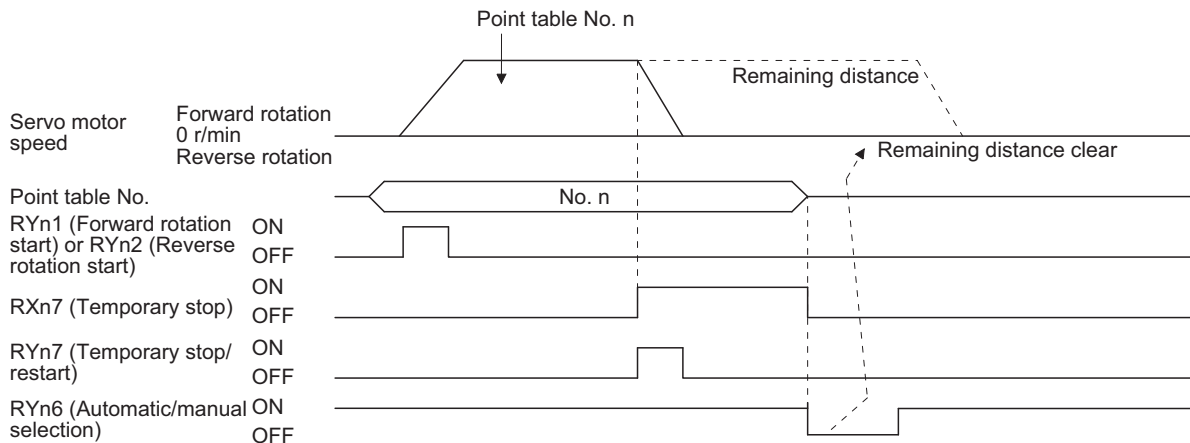 Point table No. n
Remaining distance
Servo motor
speed
Forward rotation
0 r/min
Reverse rotation
Remaining distance clear
Point table No.
No. n
RYn1 (Forward rotation
start) or RYn2 (Reverse
rotation start)
ON
OFF
RXn7 (Temporary stop)
ON
OFF
RYn7 (Temporary stop/
restart)
ON
OFF
RYn6 (Automatic/manual
selection)
ON
OFF